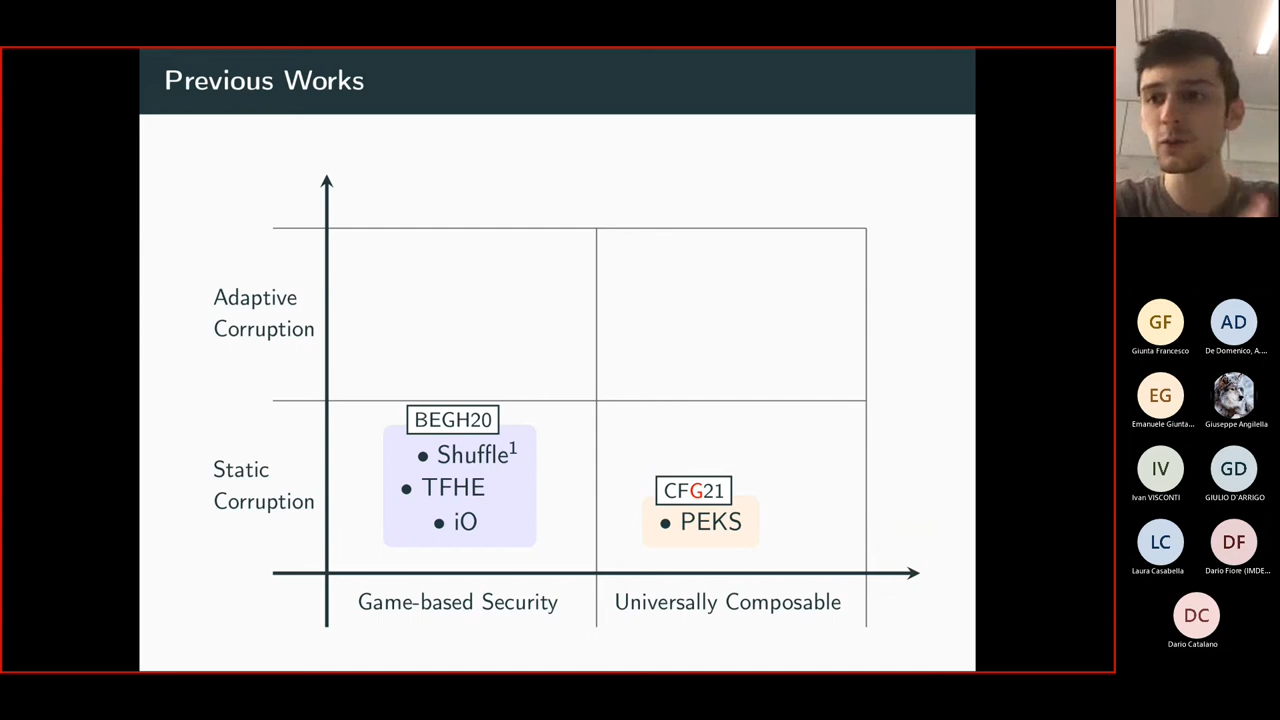 Previous Works
Adaptive
Corruption
BEGH20
• Shuffle¹
• TFHE
• iO
Static
Corruption
CFG21
• PEKS
Game-based Security
Universally Composable
GF
Giunta Francesco
AD
De Domenico, A....
EG
Emanuele Giunta...
Giuseppe Angilella
IV
Ivan VISCONTI
GD
GIULIO D'ARRIGO
LC
Laura Casabella
DF
Dario Fiore (IMDE...
DC
Dario Catalano